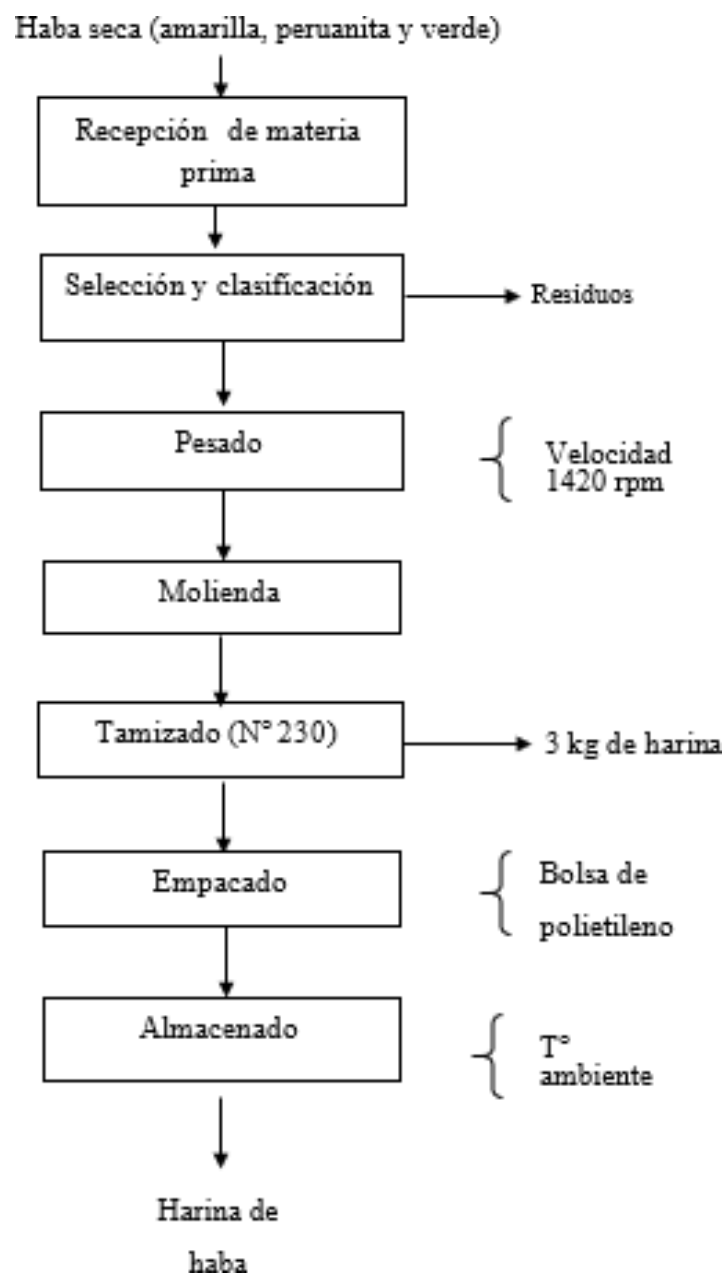 Haba seca (amarilla, peruanita y verde)
Recepción de materia
prima
Selección y clasificación
Residuos
Pesado
Velocidad
1420 rpm
Molienda
Tamizado (N° 230)
3 kg de harina
Empacado
Bolsa de
polietileno
Almacenado
T°
ambiente
Harina de
haba